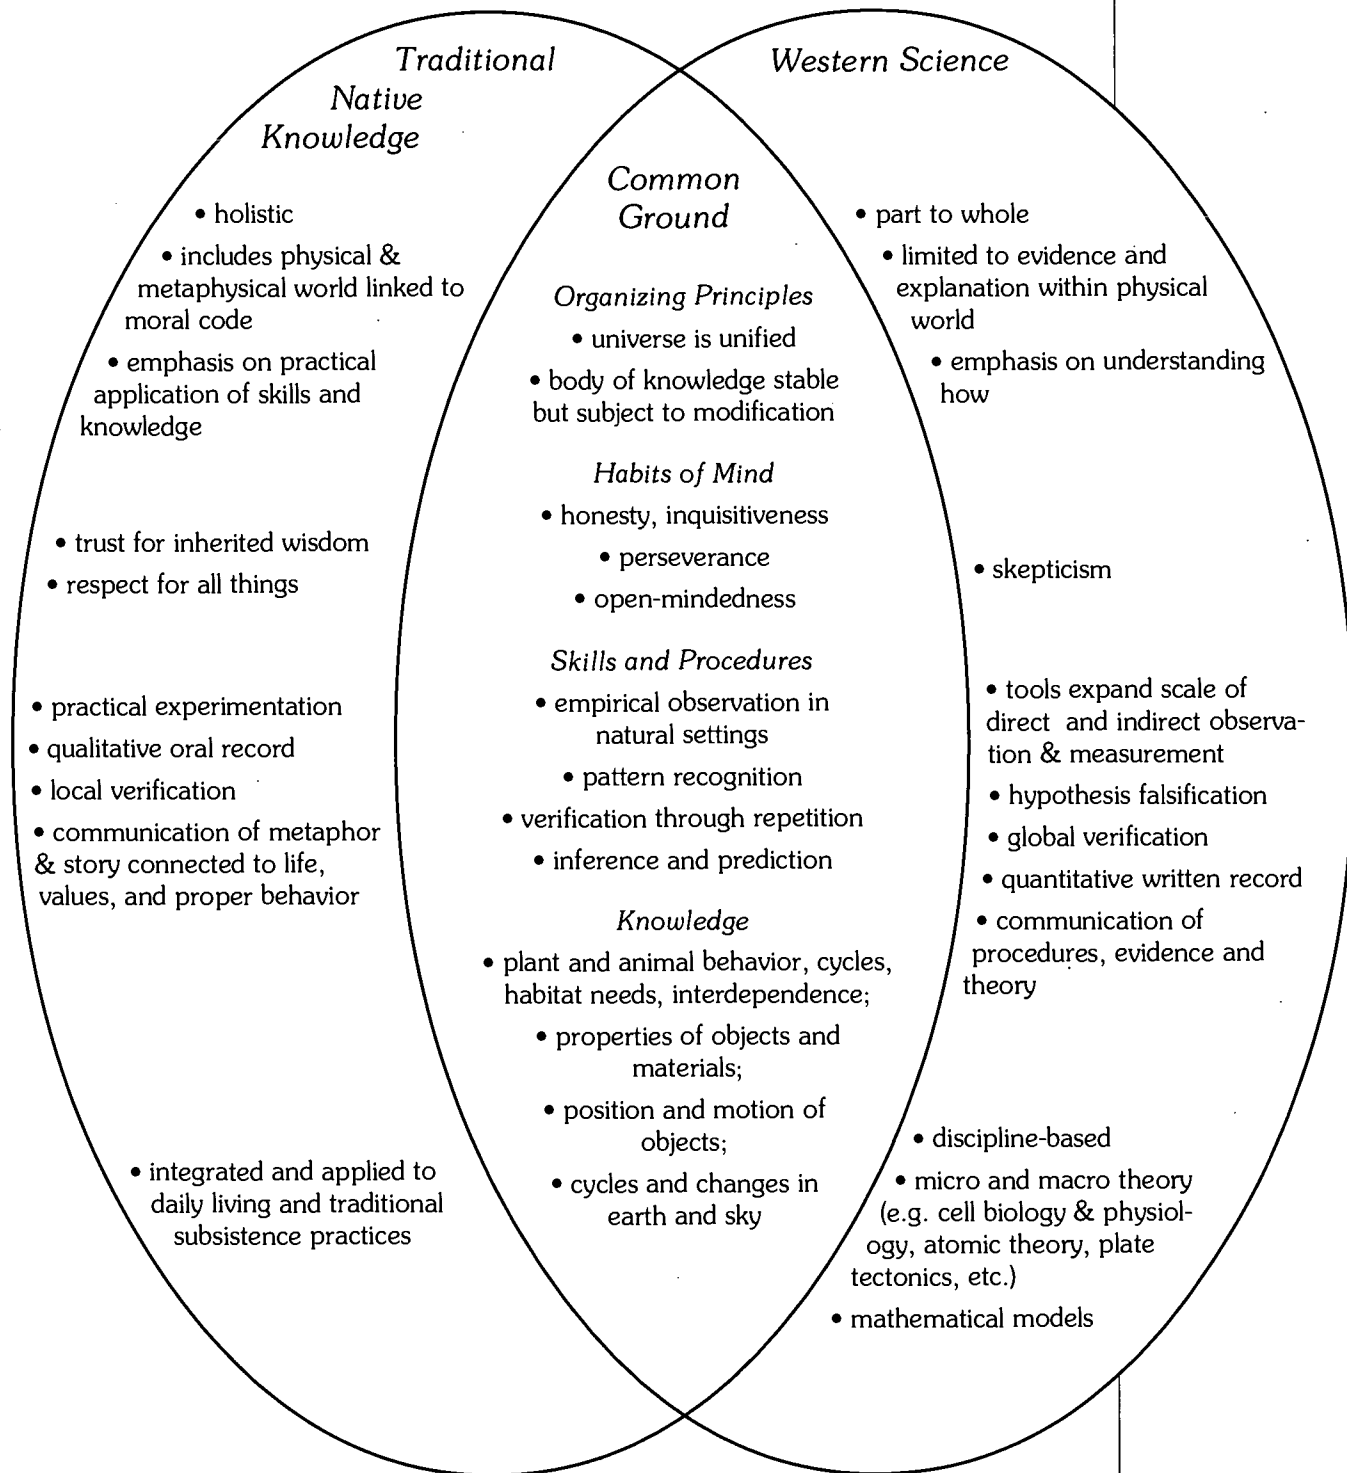 Traditional
Native
Knowledge
• holistic
• includes physical &
metaphysical world linked to
moral code
• emphasis on practical
application of skills and
knowledge
• trust for inherited wisdom
• respect for all things
• practical experimentation
• qualitative oral record
• local verification
• communication of metaphor
& story connected to life,
values, and proper behavior
• integrated and applied to
daily living and traditional
subsistence practices
Common
Ground
Organizing Principles
• universe is unified
• body of knowledge stable
but subject to modification
Habits of Mind
• honesty, inquisitiveness
• perseverance
• open-mindedness
Skills and Procedures
• empirical observation in
natural settings
• pattern recognition
• verification through repetition
• inference and prediction
Knowledge
• plant and animal behavior, cycles,
habitat needs, interdependence;
• properties of objects and
materials;
• position and motion of
objects;
• cycles and changes in
earth and sky
Western Science
• part to whole
• limited to evidence and
explanation within physical
world
• emphasis on understanding
how
• skepticism
• tools expand scale of
direct and indirect observa-
tion & measurement
• hypothesis falsification
• global verification
• quantitative written record
• communication of
procedures, evidence and
theory
• discipline-based
• micro and macro theory
(e.g. cell biology & physiol-
ogy, atomic theory, plate
tectonics, etc.)
• mathematical models